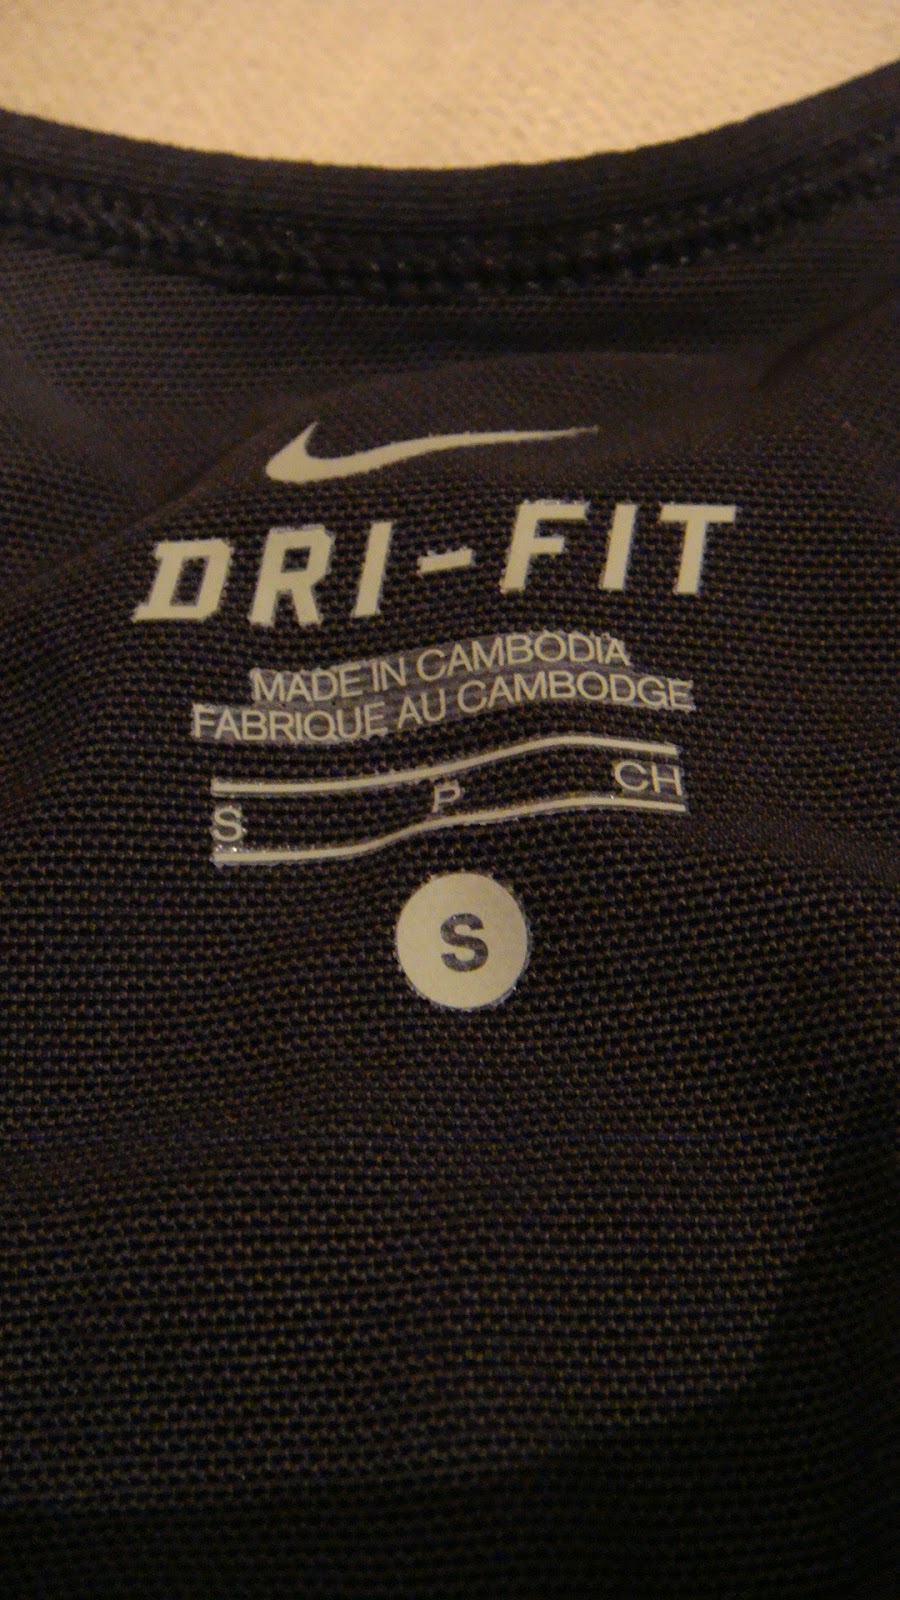 DRI-FIT
MADE IN CAMBODIA
FABRIQUE AU CAMBODGE
S P CH
S